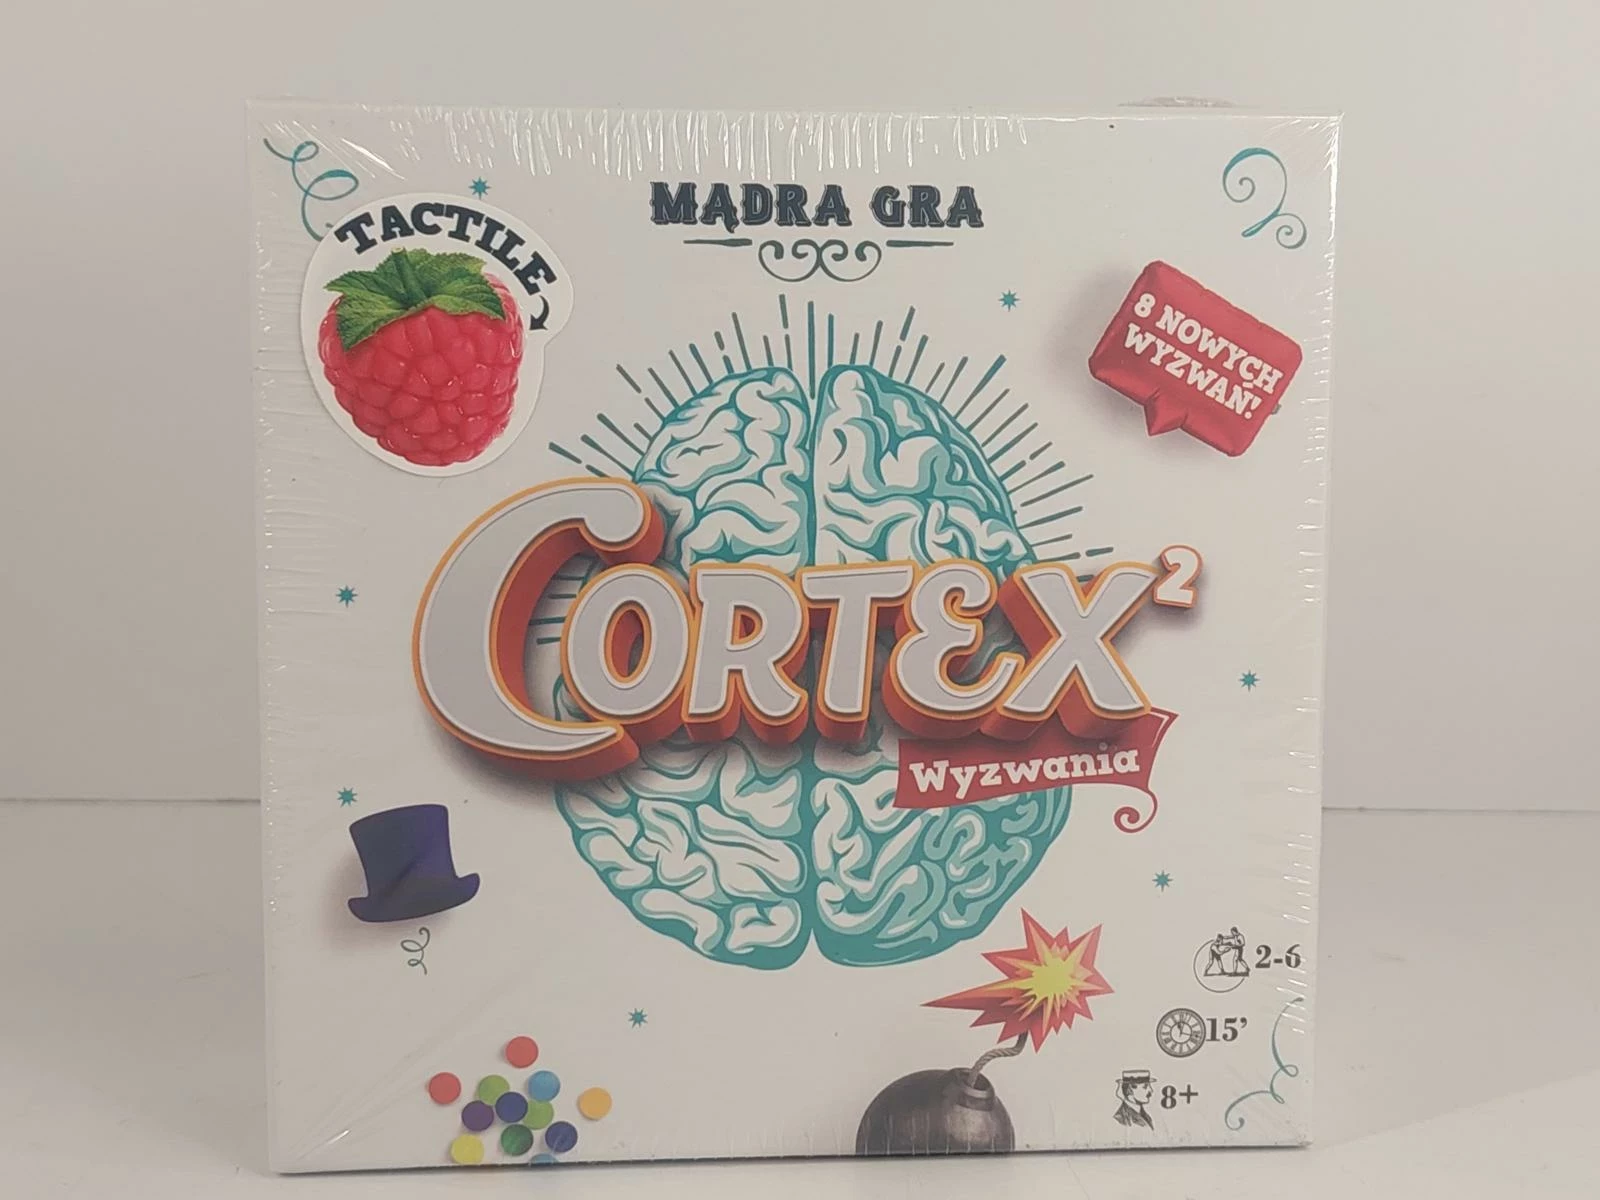 MĄDRA GRA
TACTILE
8 NOWYCH
WYZWAŃ!
CORTEX²
Wyzwania
2-6
15’
8+